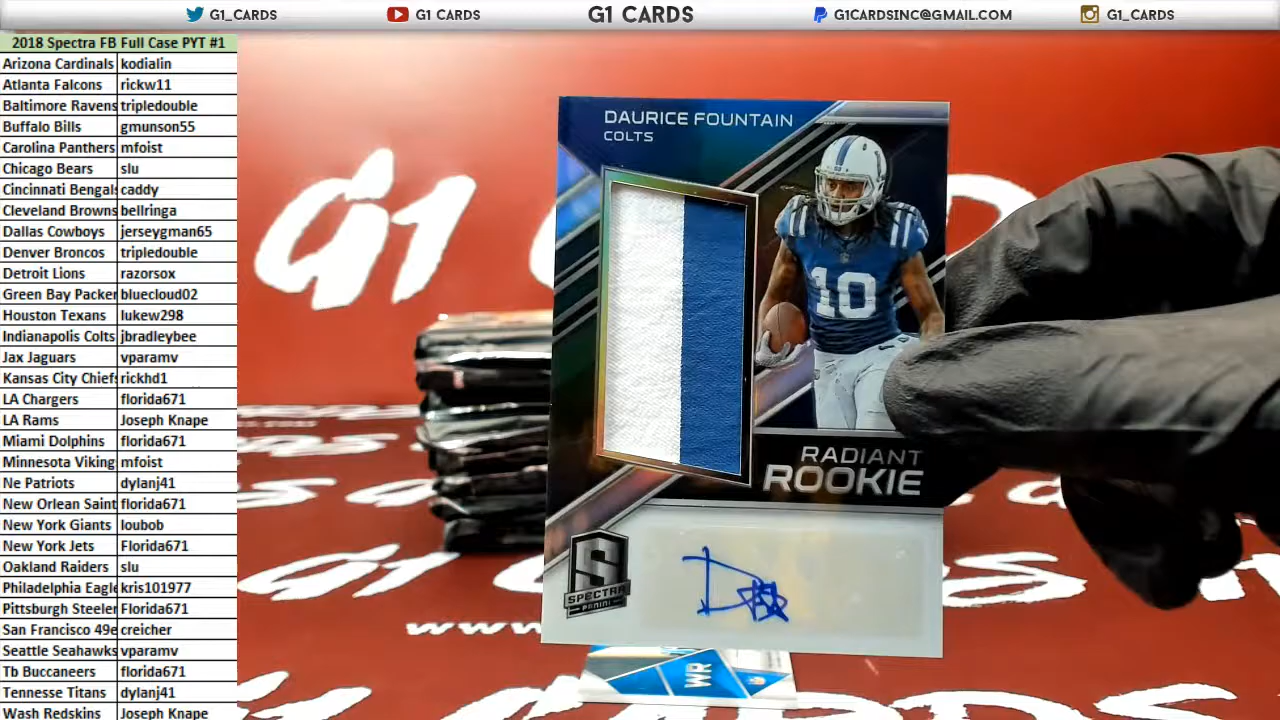 G1_CARDS
G1 CARDS
G1 CARDS
G1CARDSINC@GMAIL.COM
G1_CARDS
2018 Spectra FB Full Case PYT #1
Arizona Cardinals kodialin
Atlanta Falcons rickw11
Baltimore Ravens tripledouble
Buffalo Bills gmunson55
Carolina Panthers mfoist
Chicago Bears slu
Cincinnati Bengals caddy
Cleveland Browns bellringa
Dallas Cowboys jerseygman65
Denver Broncos tripledouble
Detroit Lions razorsox
Green Bay Packer bluecloud02
Houston Texans lukew298
Indianapolis Colts jbradleybee
Jax Jaguars vparamv
Kansas City Chiefs rickhd1
LA Chargers florida671
LA Rams Joseph Knape
Miami Dolphins florida671
Minnesota Viking mfoist
Ne Patriots dylanj41
New Orlean Saint florida671
New York Giants loubob
New York Jets Florida671
Oakland Raiders slu
Philadelphia Eagle kris101977
Pittsburgh Steeler Florida671
San Francisco 49e creicher
Seattle Seahawks vparamv
Tb Buccaneers florida671
Tennesse Titans dylanj41
Wash Redskins Joseph Knape
DAURICE FOUNTAIN
COLTS
10
RADIANT
ROOKIE
S
SPECTRA
PANINI
WR
G1
G1 CARDS
www